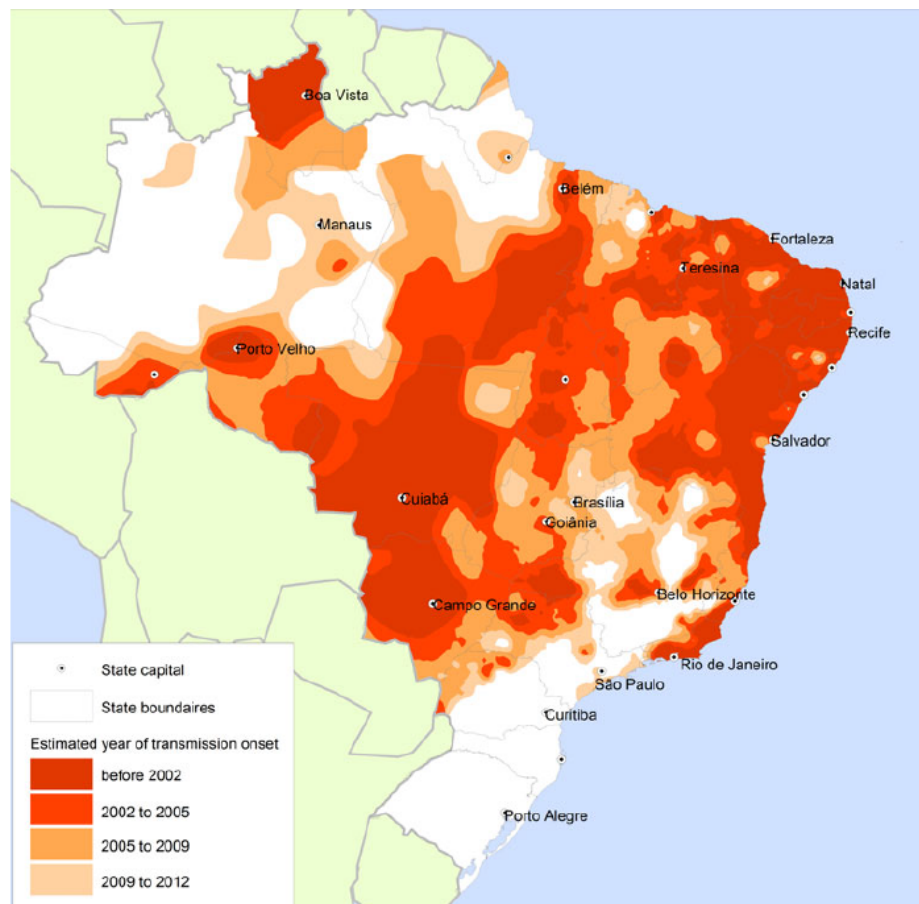 Boa Vista
Belém
Manaus
Fortaleza
Teresina
Natal
Recife
Porto Velho
Salvador
Cuiabá
Brasília
Goiânia
Belo Horizonte
Campo Grande
Rio de Janeiro
São Paulo
Curitiba
Porto Alegre
State capital
State boundaires
Estimated year of transmission onset
before 2002
2002 to 2005
2005 to 2009
2009 to 2012